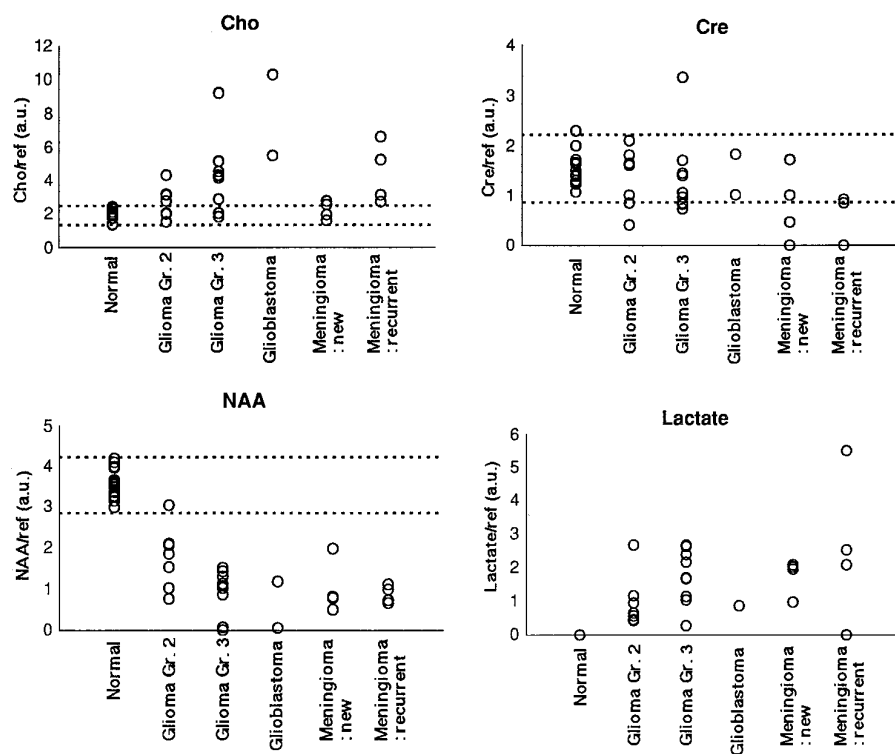 Cho
Cho/ref (a.u.)
12
10
8
6
4
2
0
Normal
Glioma Gr. 2
Glioma Gr. 3
Glioblastoma
Meningioma
:new
Meningioma
:recurrent
Cre
Cre/ref (a.u.)
4
3
2
1
0
Normal
Glioma Gr. 2
Glioma Gr. 3
Glioblastoma
Meningioma
:new
Meningioma
:recurrent
NAA
NAA/ref (a.u.)
5
4
3
2
1
0
Normal
Glioma Gr. 2
Glioma Gr. 3
Glioblastoma
Meningioma
:new
Meningioma
:recurrent
Lactate
Lactate/ref (a.u.)
6
5
4
3
2
1
0
Normal
Glioma Gr. 2
Glioma Gr. 3
Glioblastoma
Meningioma
:new
Meningioma
:recurrent